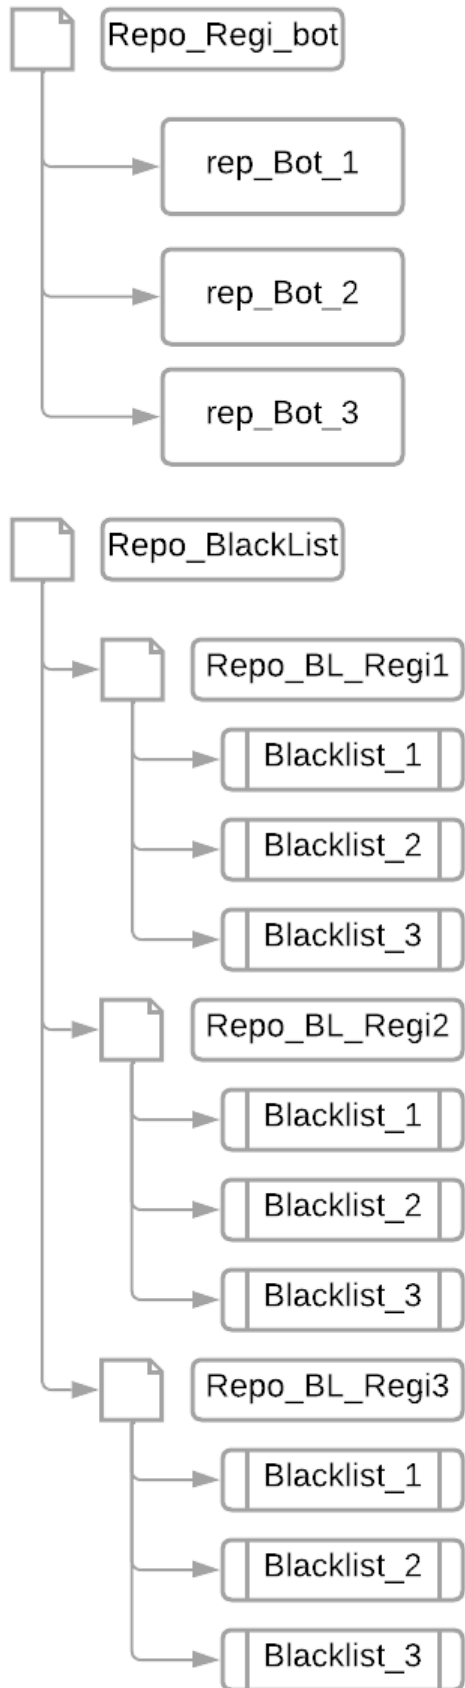 Repo_Regi_bot
rep_Bot_1
rep_Bot_2
rep_Bot_3
Repo_BlackList
Repo_BL_Regi1
Blacklist_1
Blacklist_2
Blacklist_3
Repo_BL_Regi2
Blacklist_1
Blacklist_2
Blacklist_3
Repo_BL_Regi3
Blacklist_1
Blacklist_2
Blacklist_3